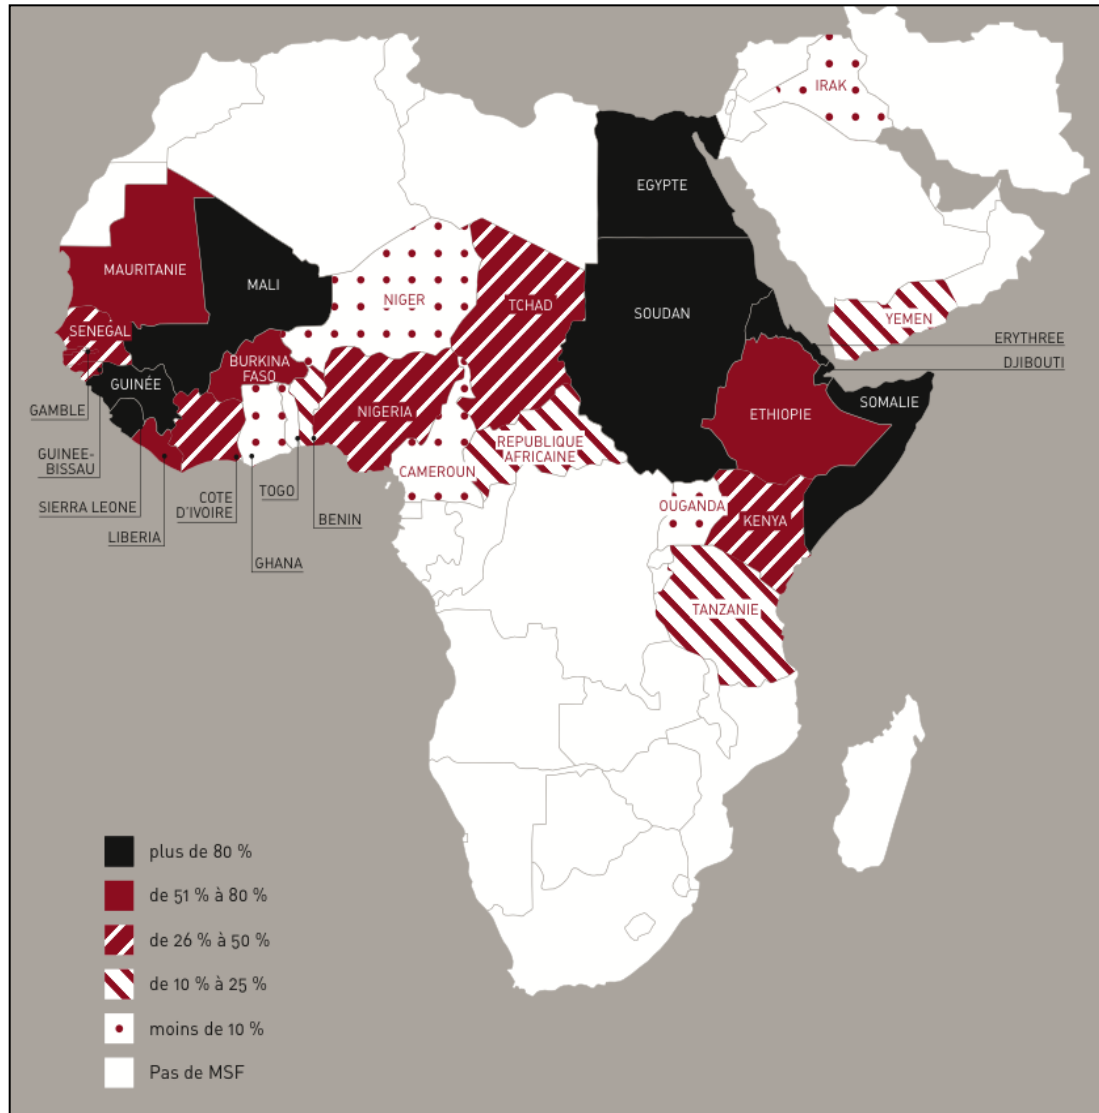 IRAK
EGYPTE
MAURITANIE
MALI
NIGER
TCHAD
SOUDAN
YEMEN
SENEGAL
ERYTHREE
DJIBOUTI
BURKINA
FASO
GUINÉE
NIGERIA
ETHIOPIE
SOMALIE
GAMBLE
REPUBLIQUE
AFRICAINE
CAMEROUN
GUINEE-
BISSAU
SIERRA LEONE
COTE
D'IVOIRE
TOGO
BENIN
OUGANDA
KENYA
LIBERIA
GHANA
TANZANIE
plus de 80 %
de 51 % à 80 %
de 26 % à 50 %
de 10 % à 25 %
moins de 10 %
Pas de MSF